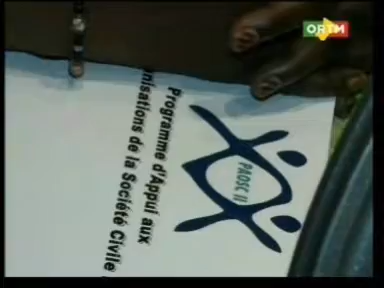 ORTM
PAOSC II
Programme d'Appui aux
nisations de la Société Civile